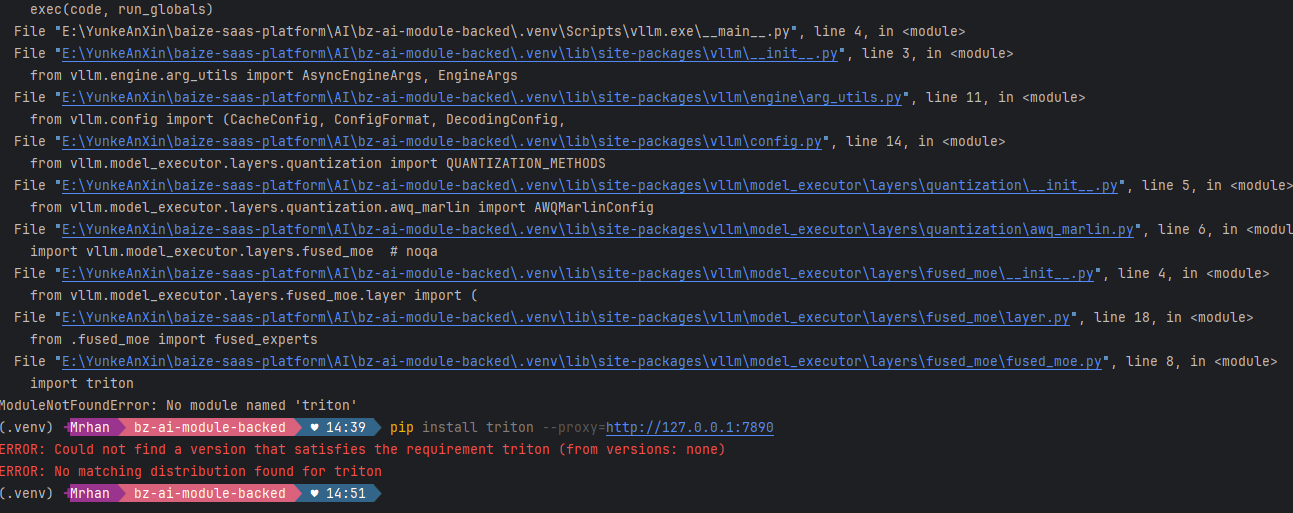 exec(code, run_globals)
File "E:\YunkeAnXin\baize-saas-platform\AI\bz-ai-module-backed\.venv\Scripts\vllm.exe\__main__.py", line 4, in <module>
File "E:\YunkeAnXin\baize-saas-platform\AI\bz-ai-module-backed\.venv\lib\site-packages\vllm\__init__.py", line 3, in <module>
from vllm.engine.arg_utils import AsyncEngineArgs, EngineArgs
File "E:\YunkeAnXin\baize-saas-platform\AI\bz-ai-module-backed\.venv\lib\site-packages\vllm\engine\arg_utils.py", line 11, in <module>
from vllm.config import (CacheConfig, ConfigFormat, DecodingConfig,
File "E:\YunkeAnXin\baize-saas-platform\AI\bz-ai-module-backed\.venv\lib\site-packages\vllm\config.py", line 14, in <module>
from vllm.model_executor.layers.quantization import QUANTIZATION_METHODS
File "E:\YunkeAnXin\baize-saas-platform\AI\bz-ai-module-backed\.venv\lib\site-packages\vllm\model_executor\layers\quantization\__init__.py", line 5, in <module>
from vllm.model_executor.layers.quantization.awq_marlin import AWQMarlinConfig
File "E:\YunkeAnXin\baize-saas-platform\AI\bz-ai-module-backed\.venv\lib\site-packages\vllm\model_executor\layers\quantization\awq_marlin.py", line 6, in <modul
import vllm.model_executor.layers.fused_moe  # noqa
File "E:\YunkeAnXin\baize-saas-platform\AI\bz-ai-module-backed\.venv\lib\site-packages\vllm\model_executor\layers\fused_moe\__init__.py", line 4, in <module>
from vllm.model_executor.layers.fused_moe.layer import (
File "E:\YunkeAnXin\baize-saas-platform\AI\bz-ai-module-backed\.venv\lib\site-packages\vllm\model_executor\layers\fused_moe\layer.py", line 18, in <module>
from .fused_moe import fused_experts
File "E:\YunkeAnXin\baize-saas-platform\AI\bz-ai-module-backed\.venv\lib\site-packages\vllm\model_executor\layers\fused_moe\fused_moe.py", line 8, in <module>
import triton
ModuleNotFoundError: No module named 'triton'
(.venv) Mrhan bz-ai-module-backed ♥ 14:39 pip install triton --proxy=http://127.0.0.1:7890
ERROR: Could not find a version that satisfies the requirement triton (from versions: none)
ERROR: No matching distribution found for triton
(.venv) Mrhan bz-ai-module-backed ♥ 14:51